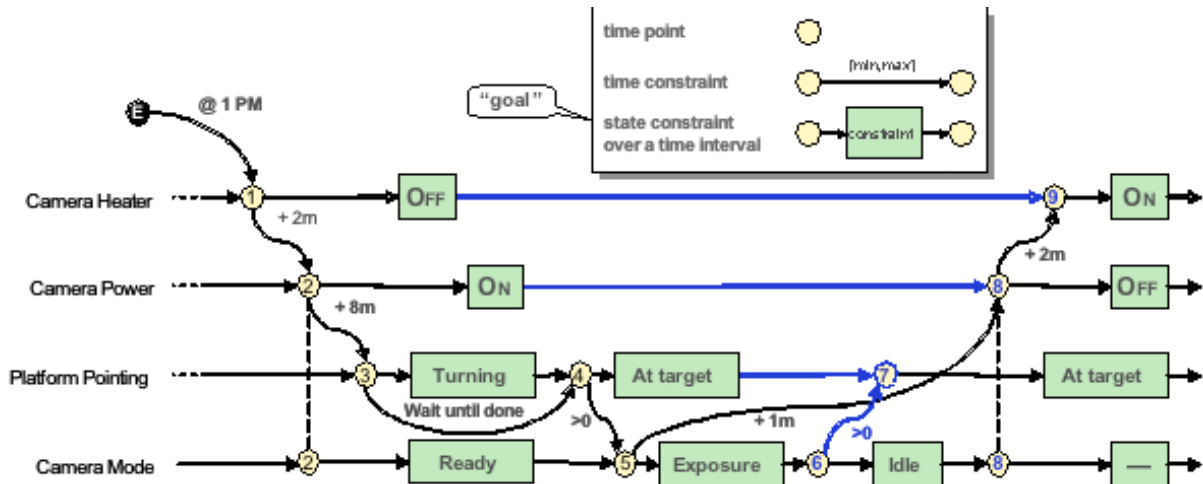 time point
[min,max]
time constraint
"goal"
state constraint
over a time interval
constraint
E
@ 1 PM
Camera Heater
1
OFF
9
ON
+ 2m
+ 2m
Camera Power
2
ON
8
OFF
+ 8m
Platform Pointing
3
Turning
4
At target
7
At target
Wait until done
>0
+ 1m
>0
Camera Mode
2
Ready
5
Exposure
6
Idle
8
—